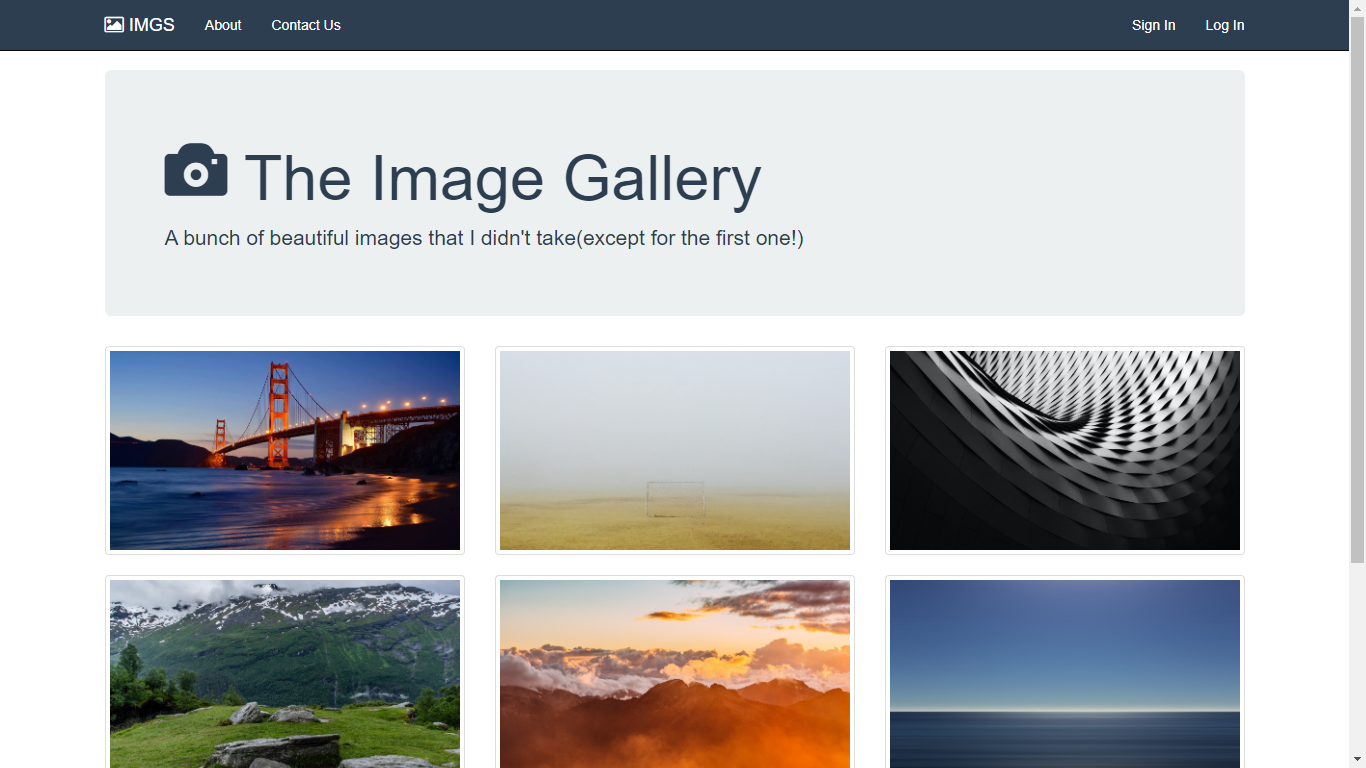 IMGS About Contact Us Sign In Log In
The Image Gallery
A bunch of beautiful images that I didn't take(except for the first one!)